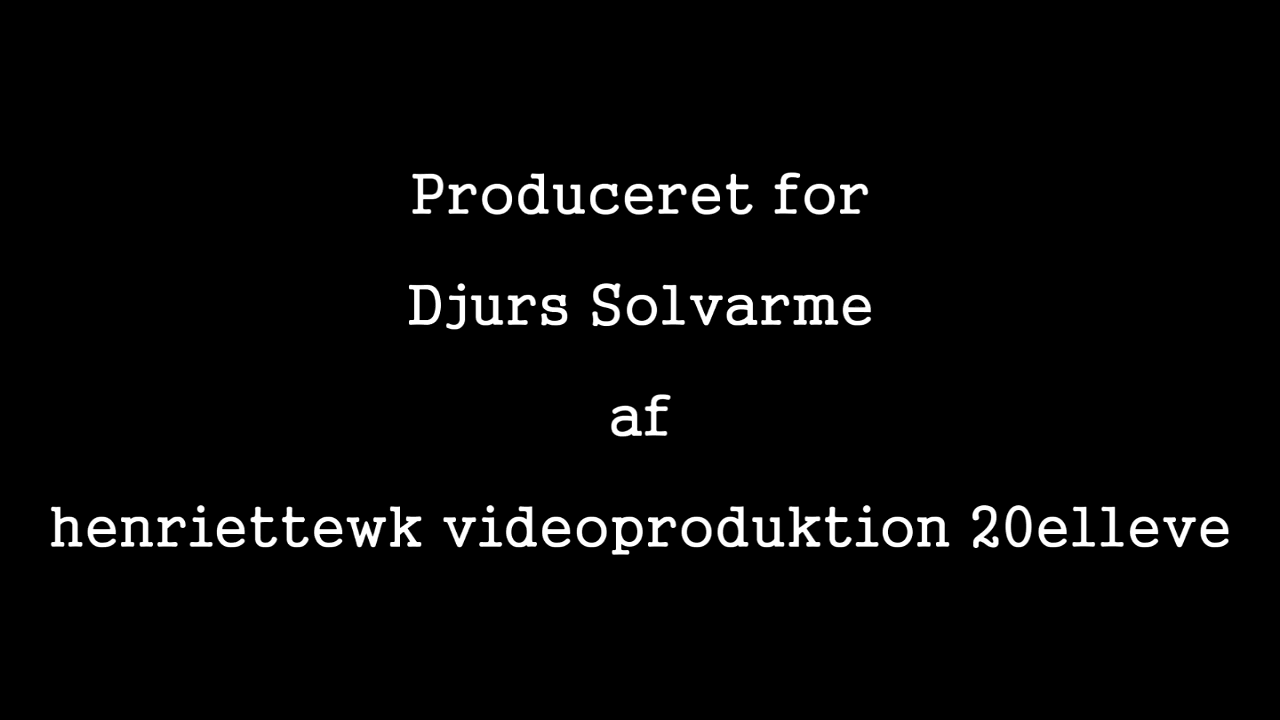 Produceret for
Djurs Solvarme
af
henriettewk videoproduktion 20elleve